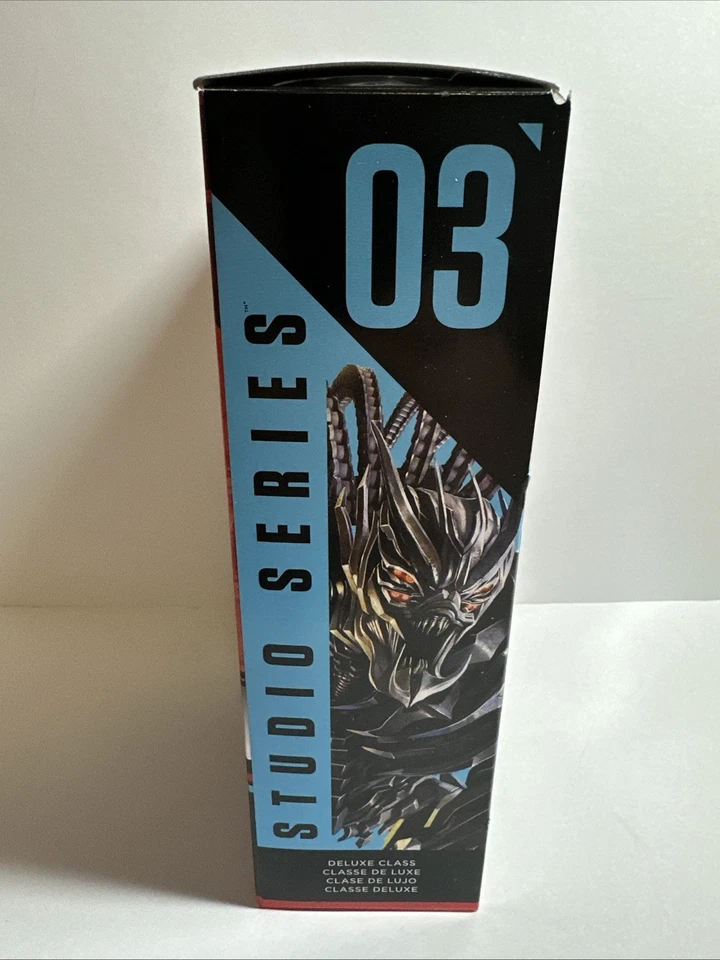 03
STUDIO SERIES™
DELUXE CLASS
CLASSE DE LUXE
CLASE DE LUJO
CLASSE DELUXE